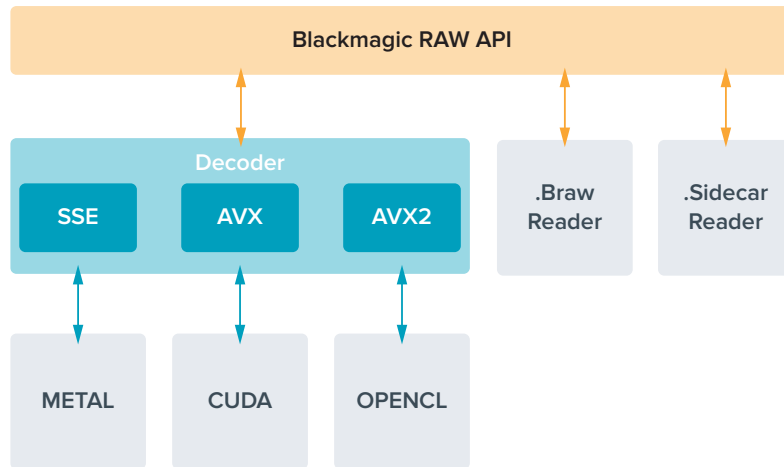 Blackmagic RAW API
Decoder
SSE
AVX
AVX2
.Braw
Reader
.Sidecar
Reader
METAL
CUDA
OPENCL